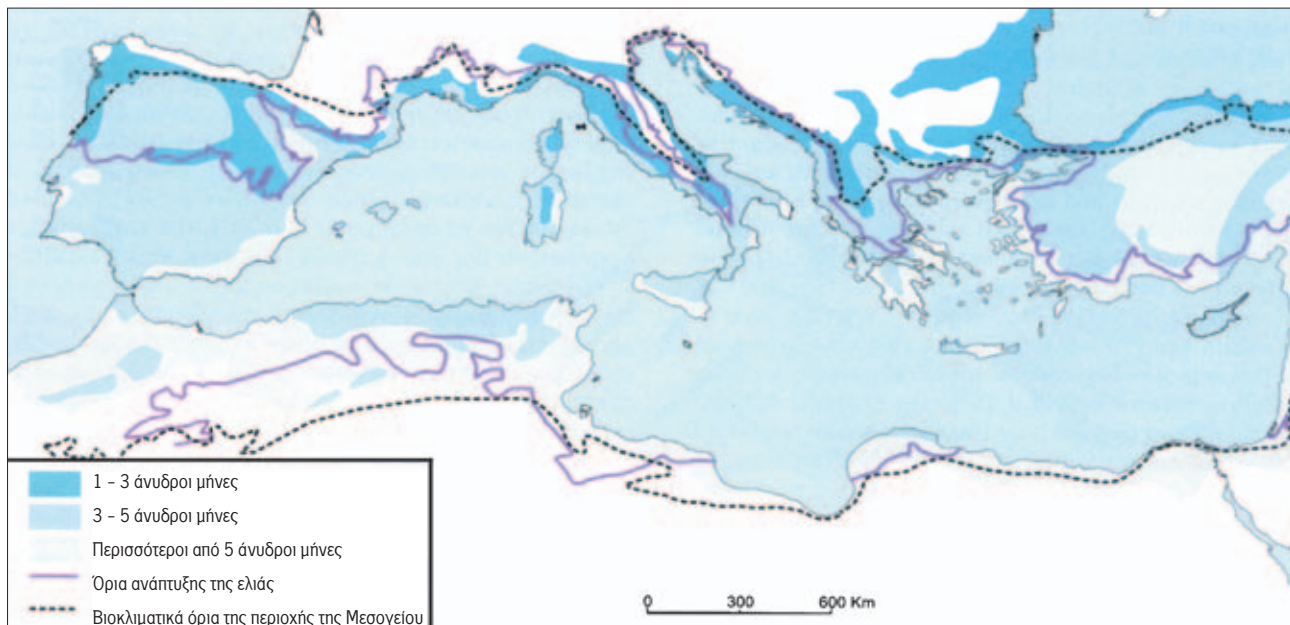 1 – 3 άνυδροι μήνες
3 – 5 άνυδροι μήνες
Περισσότεροι από 5 άνυδροι μήνες
Όρια ανάπτυξης της ελιάς
Βιοκλιματικά όρια της περιοχής της Μεσογείου
0 300 600 Km